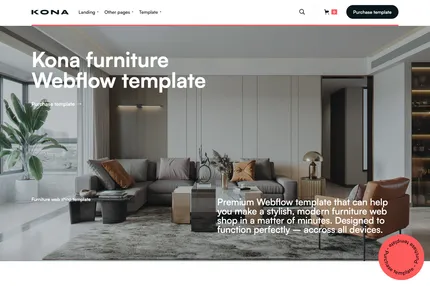 KONA
Landing
Other pages
Template
0
Purchase template
Kona furniture
Webflow template
Purchase template
Furniture web shop template
Premium Webflow template that can help
you make a stylish, modern furniture web
shop in a matter of minutes. Designed to
function perfectly — accross all devices.
Purchase template • Purchase template •